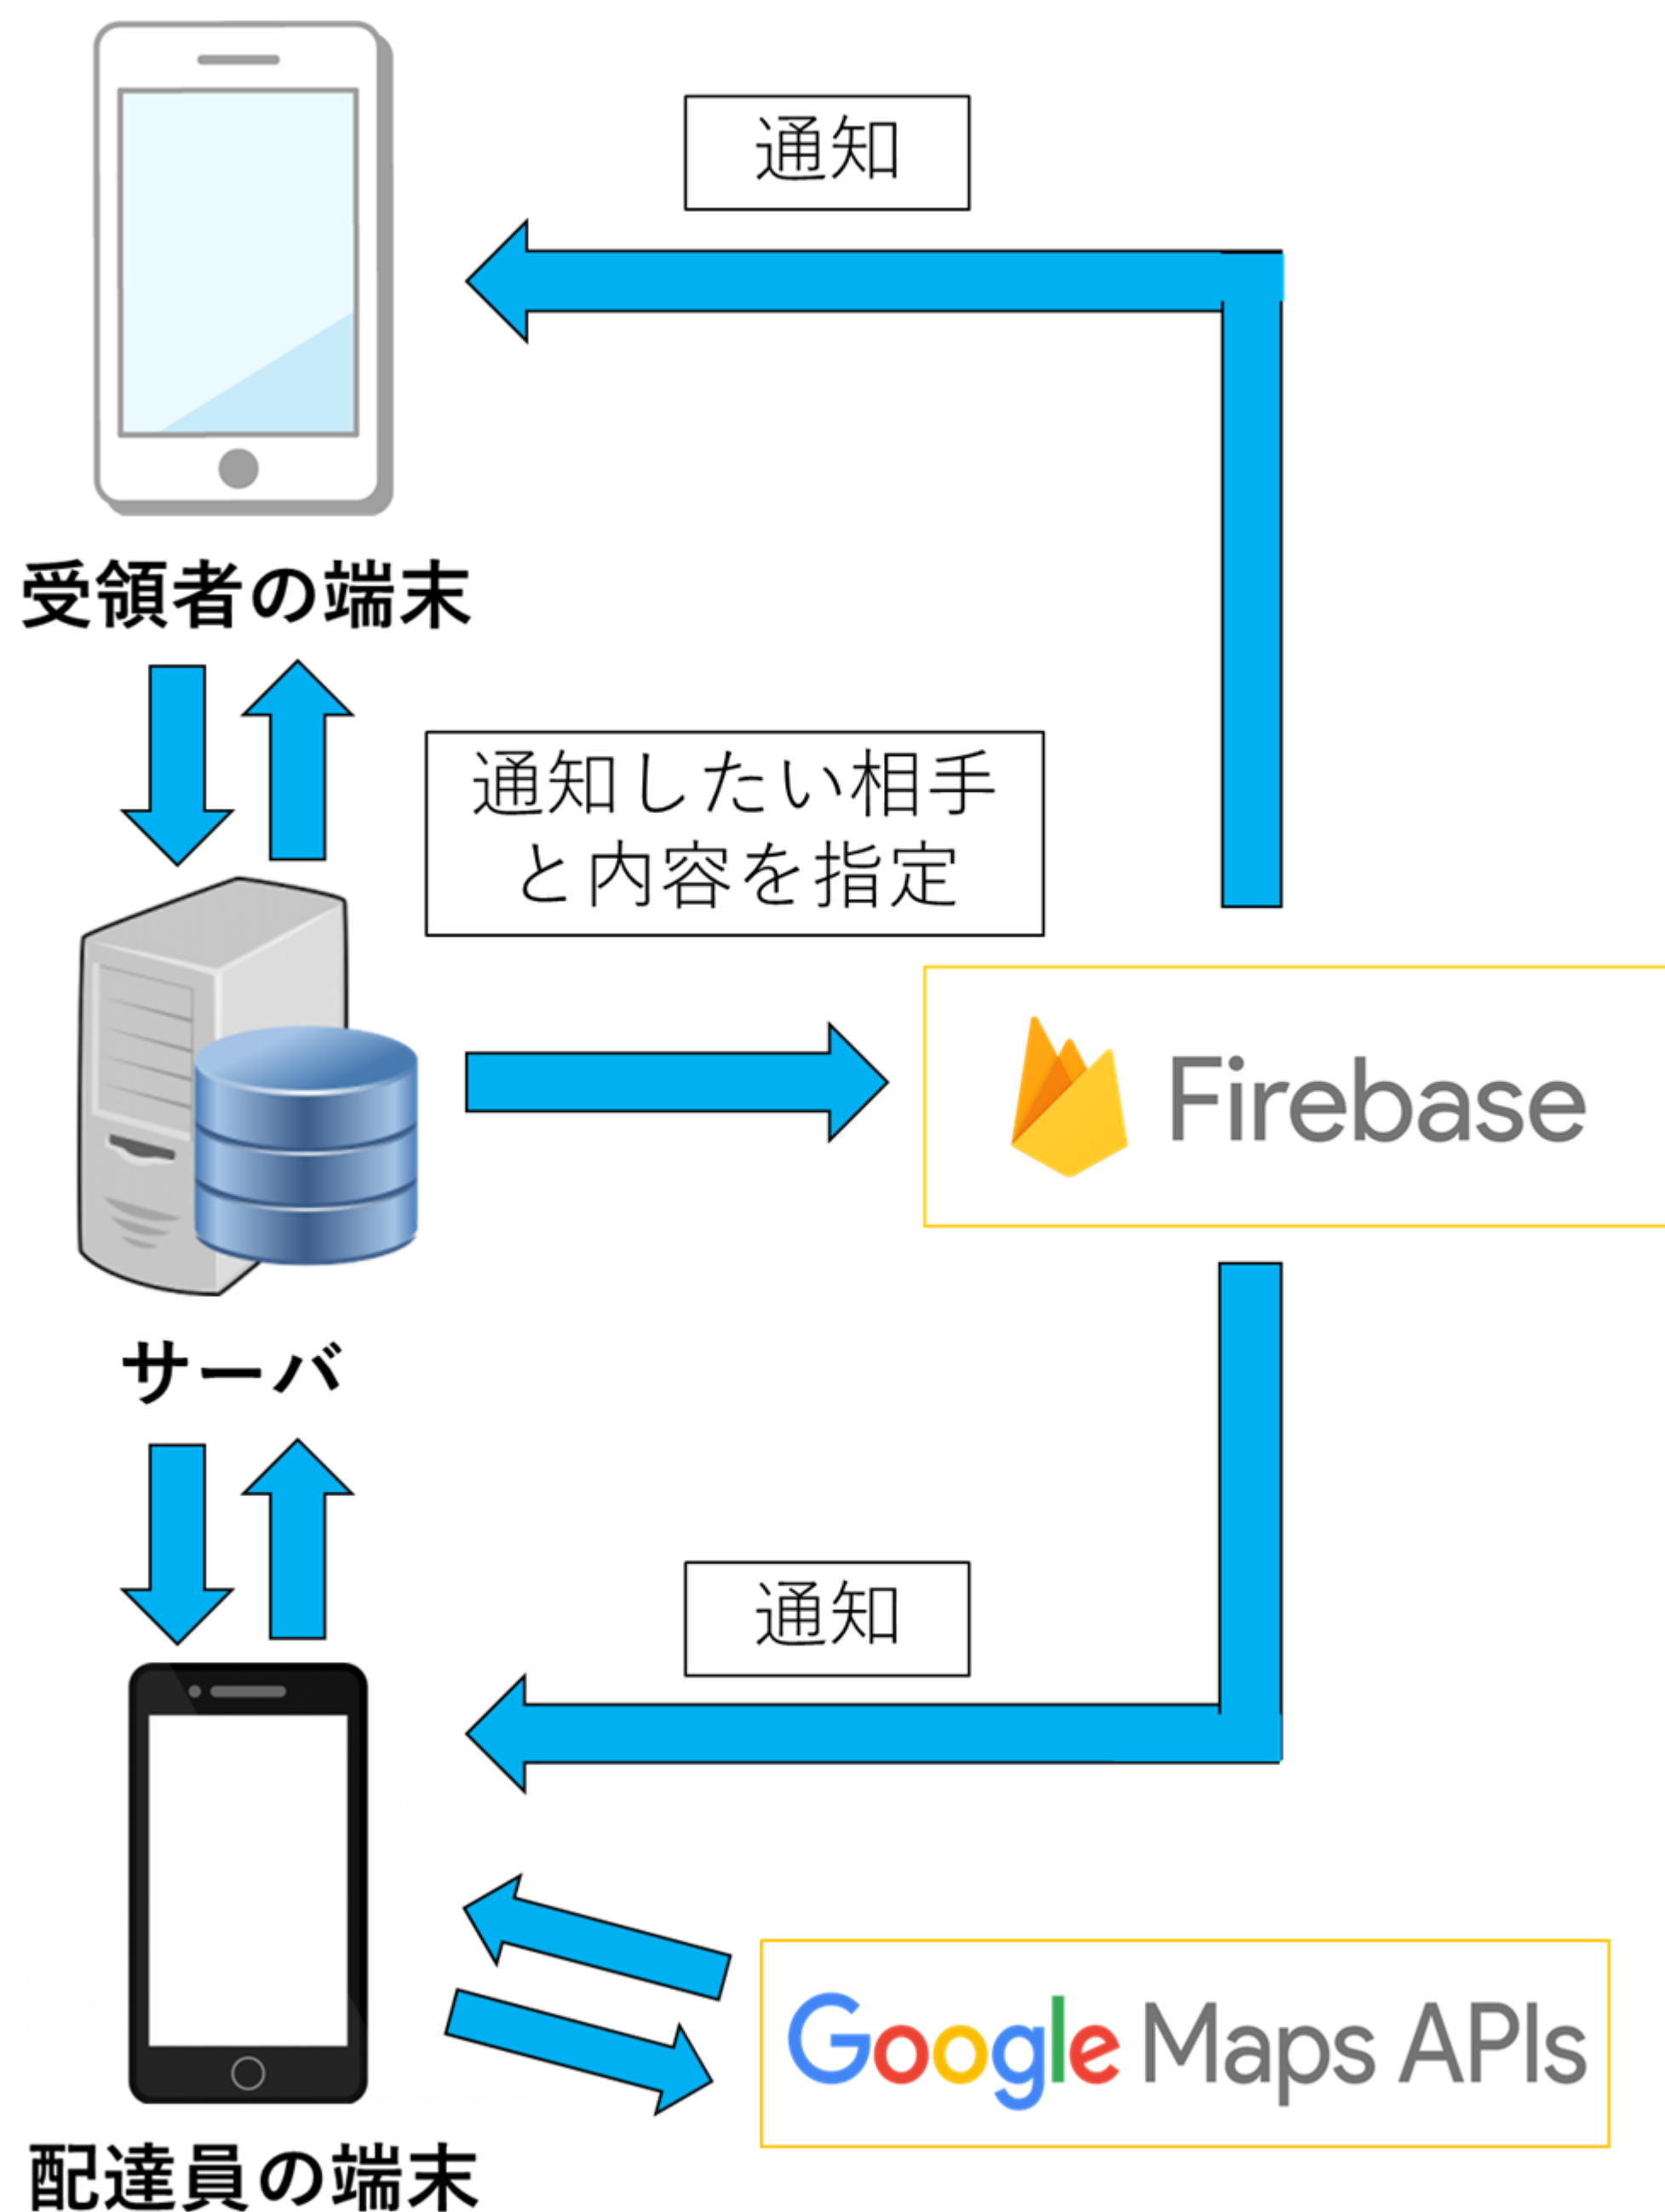 通知
受領者の端末
通知したい相手
と内容を指定
Firebase
サーバ
通知
Google Maps APIs
配達員の端末